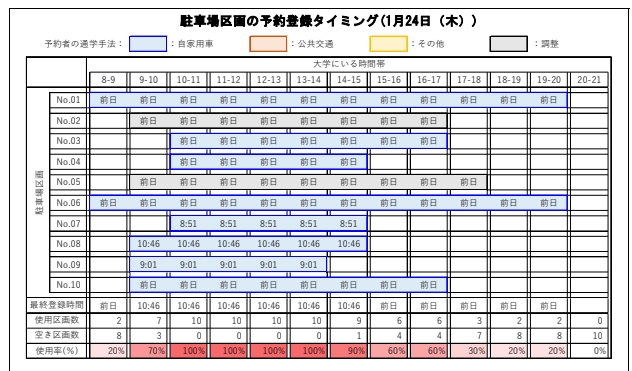 駐車場区画の予約登録タイミング(1月24日（木）)
予約者の通学手法： ：自家用車 ：公共交通 ：その他 ：調整
大学にいる時間帯
8-9 9-10 10-11 11-12 12-13 13-14 14-15 15-16 16-17 17-18 18-19 19-20 20-21
駐車場区画
No.01 前日 前日 前日 前日 前日 前日 前日 前日 前日 前日 前日 前日
No.02 前日 前日 前日 前日 前日 前日 前日 前日
No.03 前日 前日 前日 前日 前日 前日 前日
No.04 前日 前日 前日 前日 前日
No.05 前日 前日 前日 前日 前日 前日 前日 前日 前日
No.06 前日 前日 前日 前日 前日 前日 前日 前日 前日 前日 前日 前日
No.07 8:51 8:51 8:51 8:51 8:51
No.08 10:46 10:46 10:46 10:46 10:46 10:46
No.09 9:01 9:01 9:01 9:01 9:01
No.10 前日 前日 前日 前日 前日 前日 前日 前日
最終登録時間 前日 10:46 10:46 10:46 10:46 10:46 10:46 前日 前日 前日 前日 前日
使用区画数 2 7 10 10 10 10 9 6 6 3 2 2 0
空き区画数 8 3 0 0 0 0 1 4 4 7 8 8 10
使用率(%) 20% 70% 100% 100% 100% 100% 90% 60% 60% 30% 20% 20% 0%